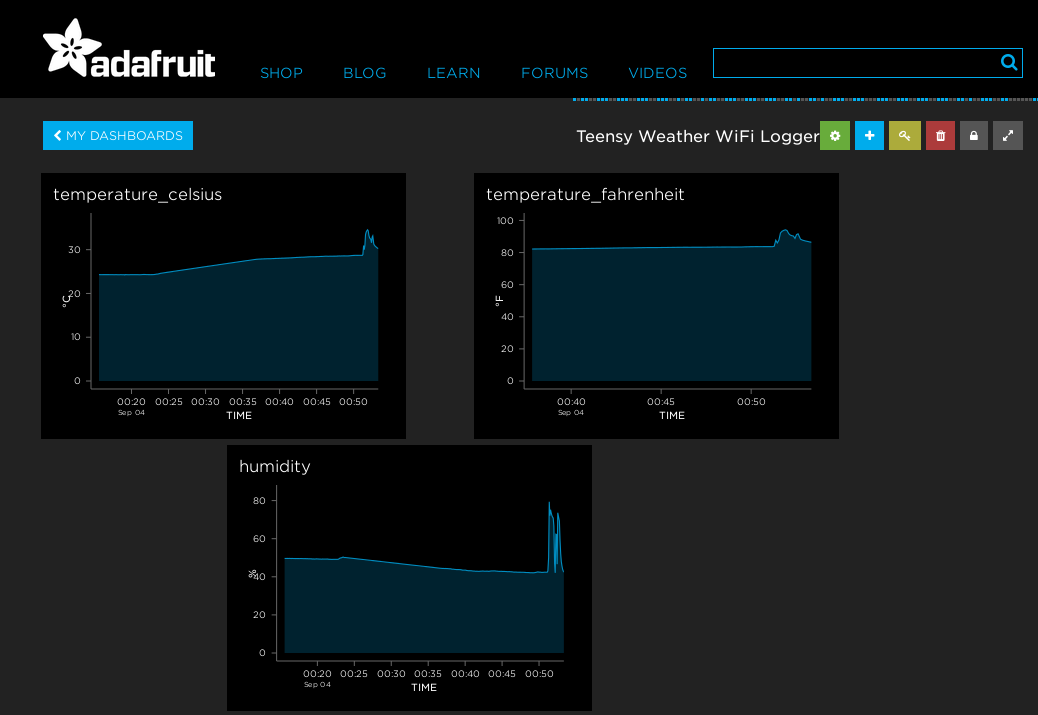 adafruit
SHOP BLOG LEARN FORUMS VIDEOS
MY DASHBOARDS
Teensy Weather WiFi Logger
temperature_celsius
30
20
10
0
°C
00:20 00:25 00:30 00:35 00:40 00:45 00:50
Sep 04
TIME
temperature_fahrenheit
100
80
60
40
20
0
°F
00:40 00:45 00:50
Sep 04
TIME
humidity
80
60
40
20
0
%
00:20 00:25 00:30 00:35 00:40 00:45 00:50
Sep 04
TIME